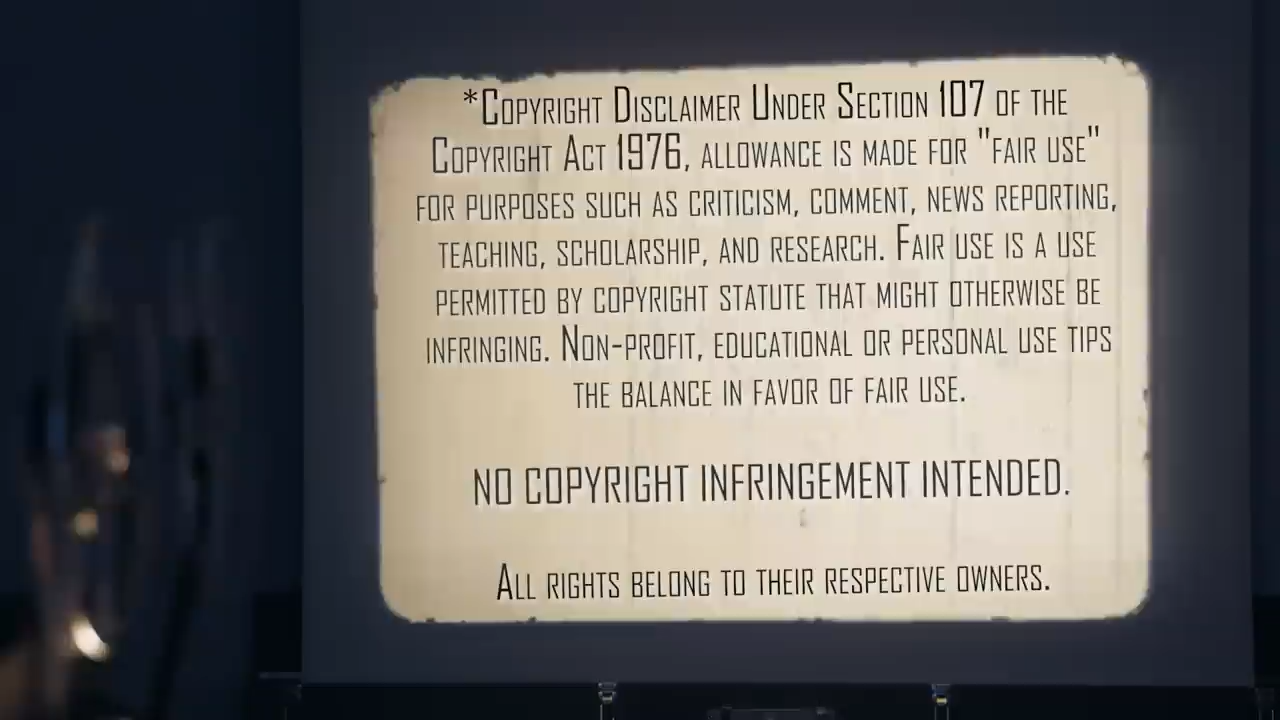 *Copyright Disclaimer Under Section 107 of the
Copyright Act 1976, allowance is made for "fair use"
for purposes such as criticism, comment, news reporting,
teaching, scholarship, and research. Fair use is a use
permitted by copyright statute that might otherwise be
infringing. Non-profit, educational or personal use tips
the balance in favor of fair use.
NO COPYRIGHT INFRINGEMENT INTENDED.
All rights belong to their respective owners.